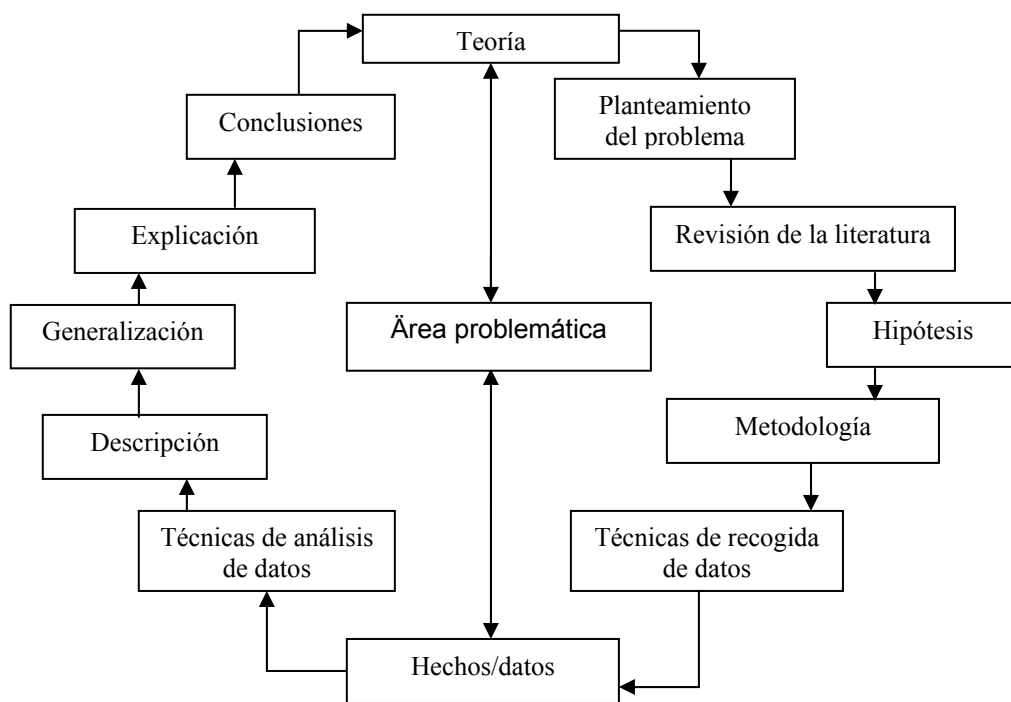 Teoría
Planteamiento
del problema
Conclusiones
Explicación
Revisión de la literatura
Generalización
Ärea problemática
Hipótesis
Descripción
Metodología
Técnicas de análisis
de datos
Técnicas de recogida
de datos
Hechos/datos